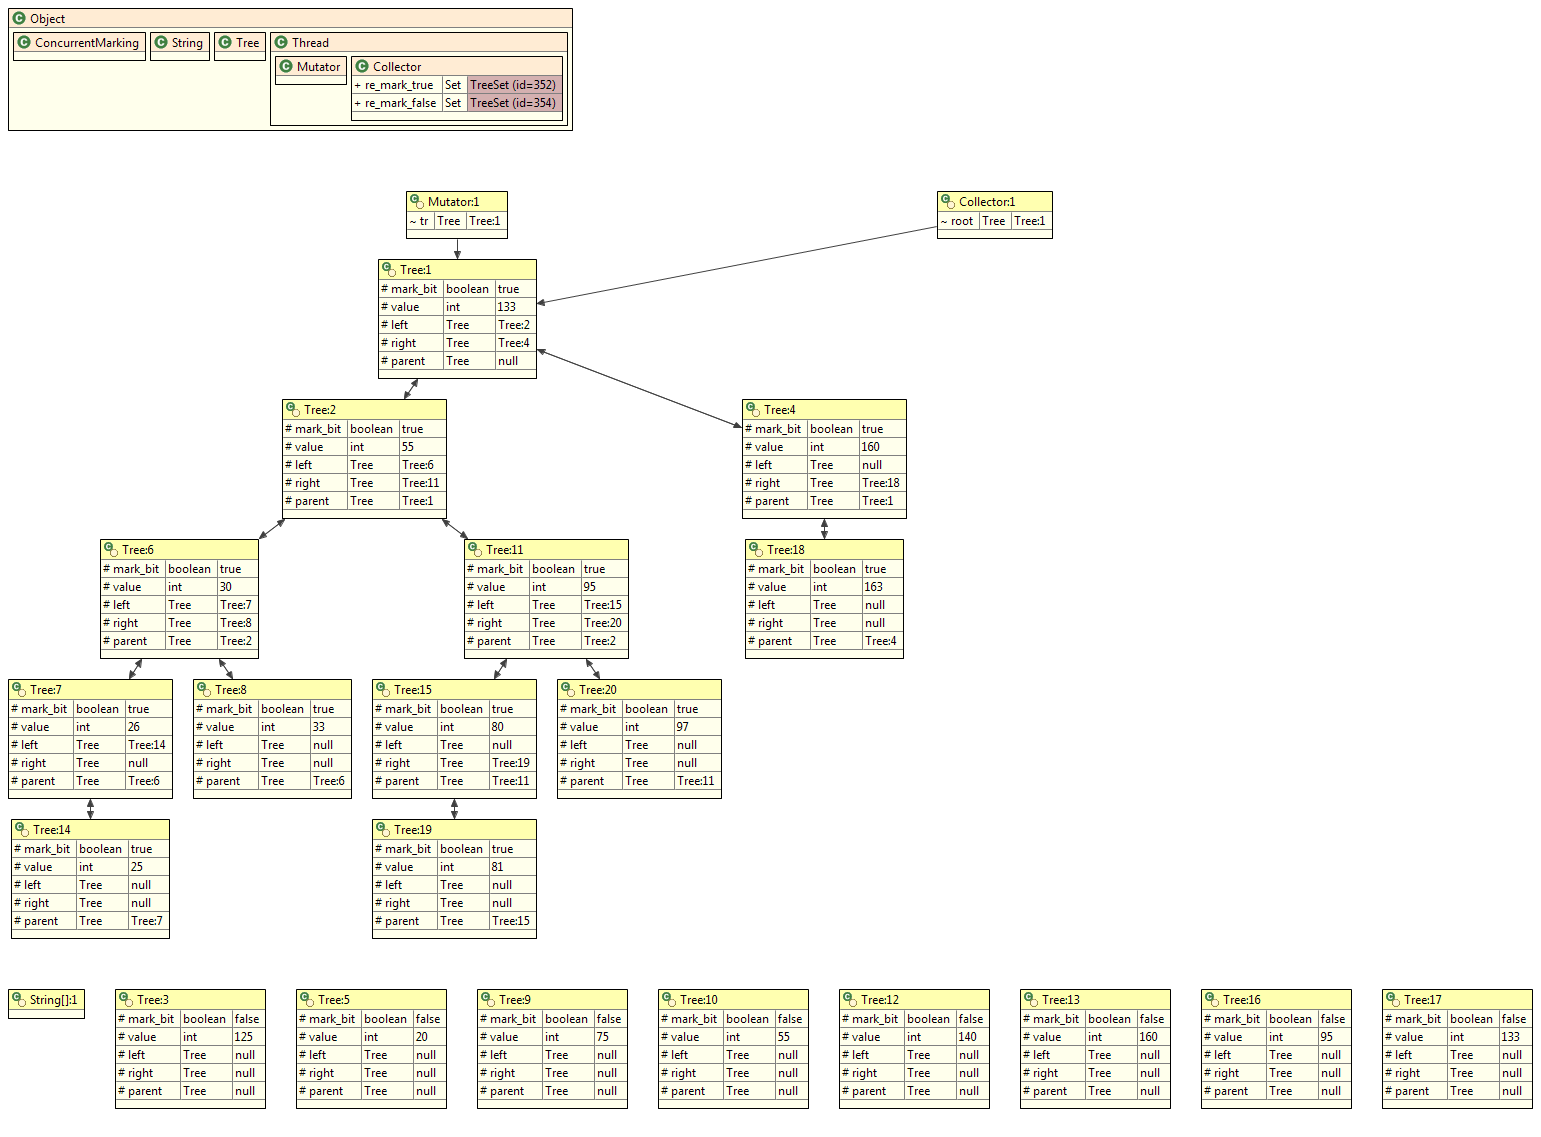 Object
ConcurrentMarking String Tree Thread
Mutator Collector
+ re_mark_true Set TreeSet (id=352)
+ re_mark_false Set TreeSet (id=354)
Mutator:1
~ tr Tree Tree:1
Collector:1
~ root Tree Tree:1
Tree:1
# mark_bit boolean true
# value int 133
# left Tree Tree:2
# right Tree Tree:4
# parent Tree null
Tree:2
# mark_bit boolean true
# value int 55
# left Tree Tree:6
# right Tree Tree:11
# parent Tree Tree:1
Tree:4
# mark_bit boolean true
# value int 160
# left Tree null
# right Tree Tree:18
# parent Tree Tree:1
Tree:6
# mark_bit boolean true
# value int 30
# left Tree Tree:7
# right Tree Tree:8
# parent Tree Tree:2
Tree:11
# mark_bit boolean true
# value int 95
# left Tree Tree:15
# right Tree Tree:20
# parent Tree Tree:2
Tree:18
# mark_bit boolean true
# value int 163
# left Tree null
# right Tree null
# parent Tree Tree:4
Tree:7
# mark_bit boolean true
# value int 26
# left Tree Tree:14
# right Tree null
# parent Tree Tree:6
Tree:8
# mark_bit boolean true
# value int 33
# left Tree null
# right Tree null
# parent Tree Tree:6
Tree:15
# mark_bit boolean true
# value int 80
# left Tree null
# right Tree Tree:19
# parent Tree Tree:11
Tree:20
# mark_bit boolean true
# value int 97
# left Tree null
# right Tree null
# parent Tree Tree:11
Tree:14
# mark_bit boolean true
# value int 25
# left Tree null
# right Tree null
# parent Tree Tree:7
Tree:19
# mark_bit boolean true
# value int 81
# left Tree null
# right Tree null
# parent Tree Tree:15
String[]:1
Tree:3
# mark_bit boolean false
# value int 125
# left Tree null
# right Tree null
# parent Tree null
Tree:5
# mark_bit boolean false
# value int 20
# left Tree null
# right Tree null
# parent Tree null
Tree:9
# mark_bit boolean false
# value int 75
# left Tree null
# right Tree null
# parent Tree null
Tree:10
# mark_bit boolean false
# value int 55
# left Tree null
# right Tree null
# parent Tree null
Tree:12
# mark_bit boolean false
# value int 140
# left Tree null
# right Tree null
# parent Tree null
Tree:13
# mark_bit boolean false
# value int 160
# left Tree null
# right Tree null
# parent Tree null
Tree:16
# mark_bit boolean false
# value int 95
# left Tree null
# right Tree null
# parent Tree null
Tree:17
# mark_bit boolean false
# value int 133
# left Tree null
# right Tree null
# parent Tree null